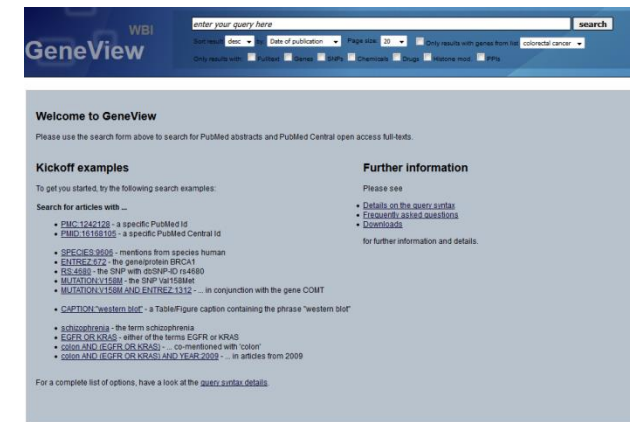 WBI
GeneView
enter your query here
search
Sort result desc by: Date of publication Page size: 20 Only results with genes from list colorectal cancer
Only results with: Fulltext Genes SNPs Chemicals Drugs Histone mod. PPIs
Welcome to GeneView
Please use the search form above to search for PubMed abstracts and PubMed Central open access full-texts.
Kickoff examples
To get you started, try the following search examples:
Search for articles with ...
• PMC:1242128 - a specific PubMed Id
• PMID:16168105 - a specific PubMed Central Id
• SPECIES:9606 - mentions from species human
• ENTREZ:672 - the gene/protein BRCA1
• RS:4680 - the SNP with dbSNP-ID rs4680
• MUTATION:V158M - the SNP Val158Met
• MUTATION:V158M AND ENTREZ:1312 - ... in conjunction with the gene COMT
• CAPTION:"western blot" - a Table/Figure caption containing the phrase "western blot"
• schizophrenia - the term schizophrenia
• EGFR OR KRAS - either of the terms EGFR or KRAS
• colon AND (EGFR OR KRAS) - ... co-mentioned with 'colon'
• colon AND (EGFR OR KRAS) AND YEAR:2009 - ... in articles from 2009
For a complete list of options, have a look at the query syntax details.
Further information
Please see
• Details on the query syntax
• Frequently asked questions
• Downloads
for further information and details.